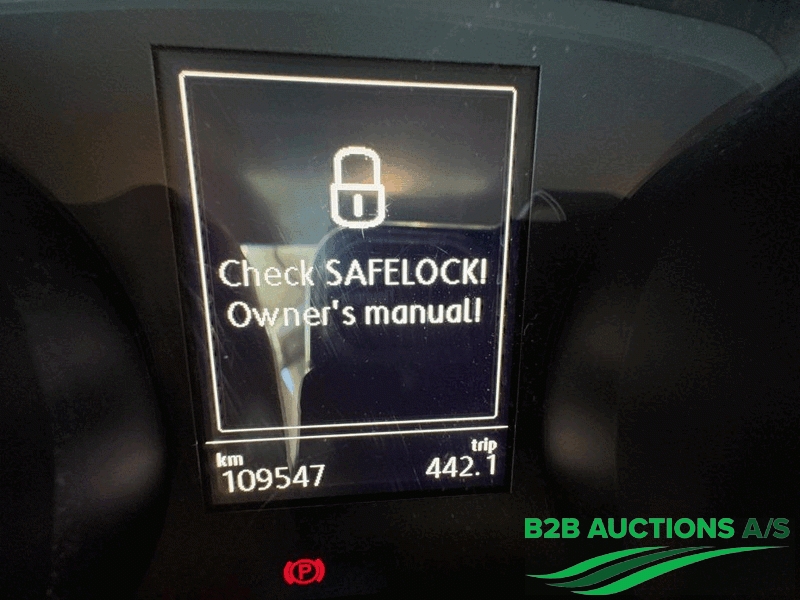 Check SAFELOCK!
Owner's manual!
km
trip
109547
442.1
P
B2B AUCTIONS A/S